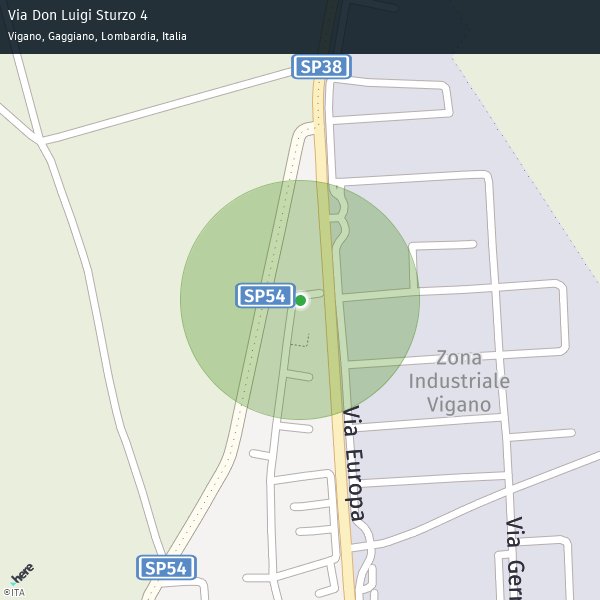 Via Don Luigi Sturzo 4
Vigano, Gaggiano, Lombardia, Italia
SP38
SP54
Zona
Industriale
Vigano
Via Europa
Via Ger
SP54
here
©ITA